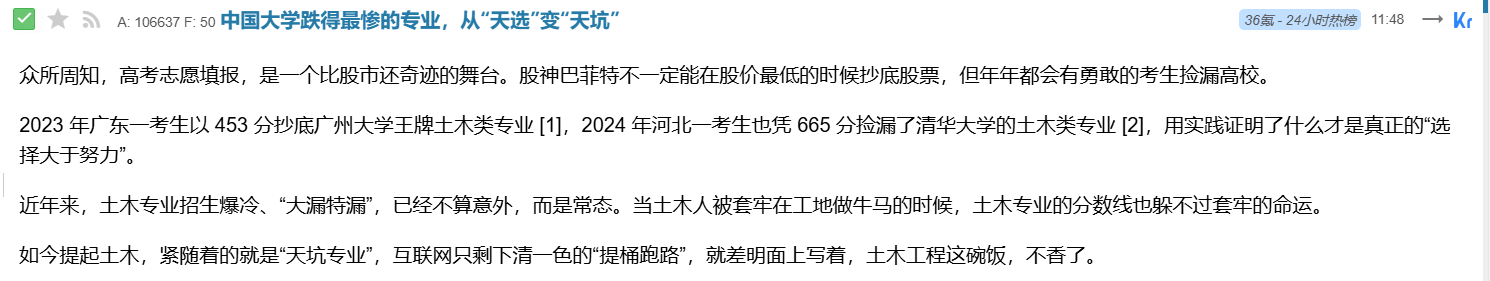 A: 106637 F: 50 中国大学跌得最惨的专业，从“天选”变“天坑” 36氪 - 24小时热榜 11:48 → Kr
众所周知，高考志愿填报，是一个比股市还奇迹的舞台。股神巴菲特不一定能在股价最低的时候抄底股票，但年年都会有勇敢的考生捡漏高校。
2023 年广东一考生以 453 分抄底广州大学王牌土木类专业 [1]，2024 年河北一考生也凭 665 分捡漏了清华大学的土木类专业 [2]，用实践证明了什么才是真正的“选
择大于努力”。
近年来，土木专业招生爆冷、“大漏特漏”，已经不算意外，而是常态。当土木人被套牢在工地做牛马的时候，土木专业的分数线也躲不过套牢的命运。
如今提起土木，紧随着的就是“天坑专业”，互联网只剩下清一色的“提桶跑路”，就差明面上写着，土木工程这碗饭，不香了。